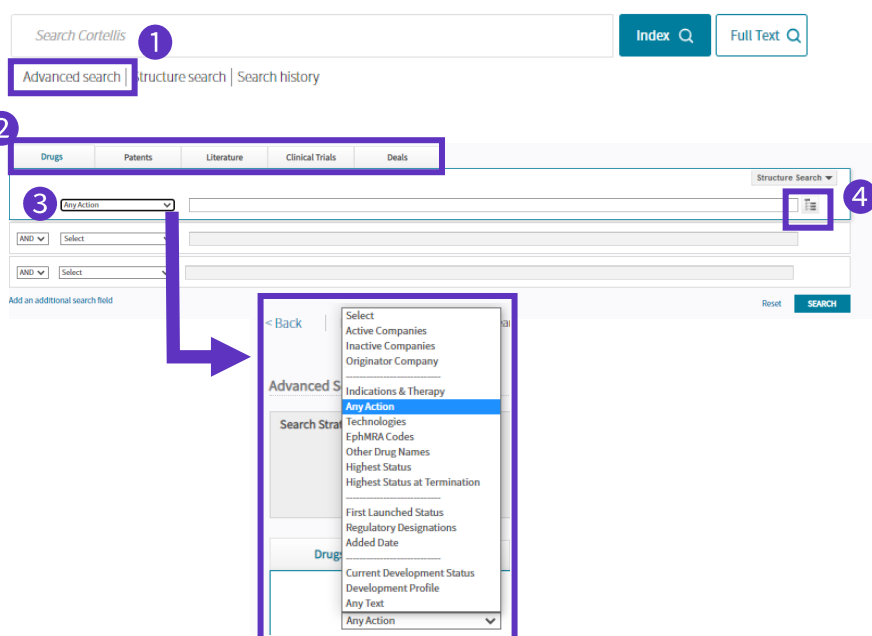 Search Cortellis
1
Index
Full Text
Advanced search | Structure search | Search history
2
Drugs Patents Literature Clinical Trials Deals
Structure Search
3
Any Action
4
AND Select
AND Select
Add an additional search field
Reset SEARCH
< Back
Select
Active Companies
Inactive Companies
Originator Company
-----------------------------
Indications & Therapy
Any Action
Technologies
EphMRA Codes
Other Drug Names
Highest Status
Highest Status at Termination
-----------------------------
First Launched Status
Regulatory Designations
Added Date
-----------------------------
Current Development Status
Development Profile
Any Text
Advanced S
Search Strat
Drugs
Any Action